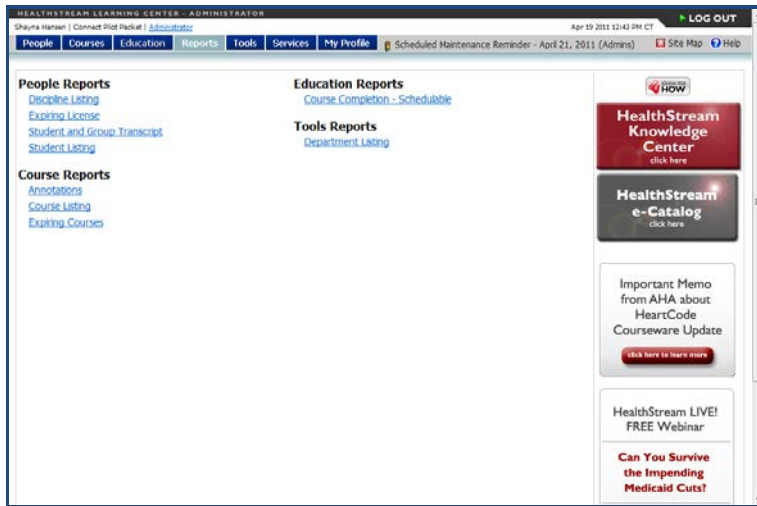 HEALTHSTREAM LEARNING CENTER - ADMINISTRATOR
Shayna Hansen | Connect Pilot Packet | Administrator
Apr 19 2011 12:43 PM CT
LOG OUT
People Courses Education Reports Tools Services My Profile Scheduled Maintenance Reminder - April 21, 2011 (Admins) Site Map Help
People Reports
Discipline Listing
Expiring License
Student and Group Transcript
Student Listing
Course Reports
Annotations
Course Listing
Expiring Courses
Education Reports
Course Completion - Schedulable
Tools Reports
Department Listing
HOW
HealthStream
Knowledge
Center
click here
HealthStream
e-Catalog
click here
Important Memo
from AHA about
HeartCode
Courseware Update
click here to learn more
HealthStream LIVE!
FREE Webinar
Can You Survive
the Impending
Medicaid Cuts?